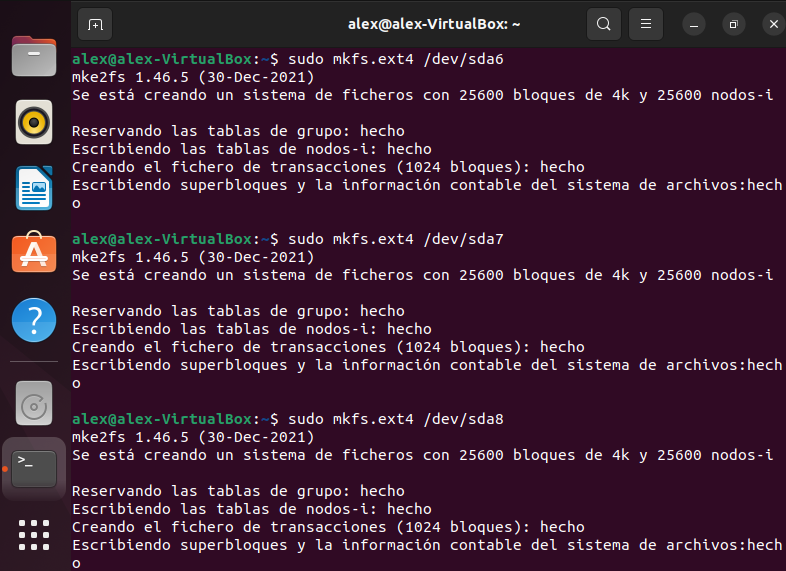 alex@alex-VirtualBox: ~
alex@alex-VirtualBox:~$ sudo mkfs.ext4 /dev/sda6
mke2fs 1.46.5 (30-Dec-2021)
Se está creando un sistema de ficheros con 25600 bloques de 4k y 25600 nodos-i
Reservando las tablas de grupo: hecho
Escribiendo las tablas de nodos-i: hecho
Creando el fichero de transacciones (1024 bloques): hecho
Escribiendo superbloques y la información contable del sistema de archivos:hech
o
alex@alex-VirtualBox:~$ sudo mkfs.ext4 /dev/sda7
mke2fs 1.46.5 (30-Dec-2021)
Se está creando un sistema de ficheros con 25600 bloques de 4k y 25600 nodos-i
Reservando las tablas de grupo: hecho
Escribiendo las tablas de nodos-i: hecho
Creando el fichero de transacciones (1024 bloques): hecho
Escribiendo superbloques y la información contable del sistema de archivos:hech
o
alex@alex-VirtualBox:~$ sudo mkfs.ext4 /dev/sda8
mke2fs 1.46.5 (30-Dec-2021)
Se está creando un sistema de ficheros con 25600 bloques de 4k y 25600 nodos-i
Reservando las tablas de grupo: hecho
Escribiendo las tablas de nodos-i: hecho
Creando el fichero de transacciones (1024 bloques): hecho
Escribiendo superbloques y la información contable del sistema de archivos:hech
o